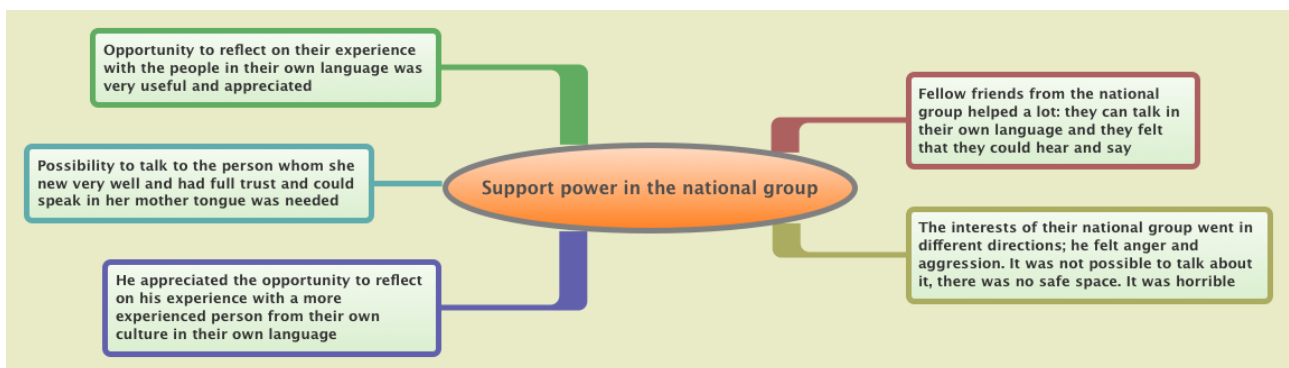 Opportunity to reflect on their experience
with the people in their own language was
very useful and appreciated
Possibility to talk to the person whom she
new very well and had full trust and could
speak in her mother tongue was needed
He appreciated the opportunity to reflect
on his experience with a more
experienced person from their own
culture in their own language
Support power in the national group
Fellow friends from the national
group helped a lot: they can talk in
their own language and they felt
that they could hear and say
The interests of their national group went in
different directions; he felt anger and
aggression. It was not possible to talk about
it, there was no safe space. It was horrible